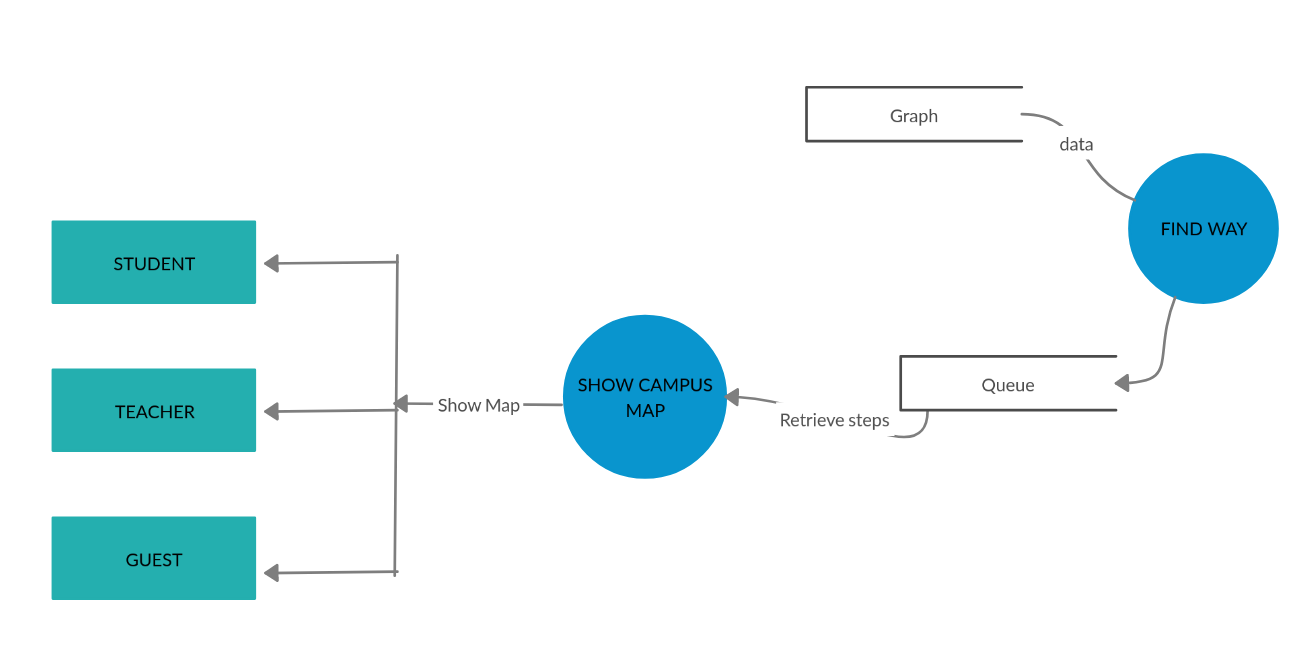 Graph
data
FIND WAY
STUDENT
SHOW CAMPUS
MAP
Queue
TEACHER
Show Map
Retrieve steps
GUEST